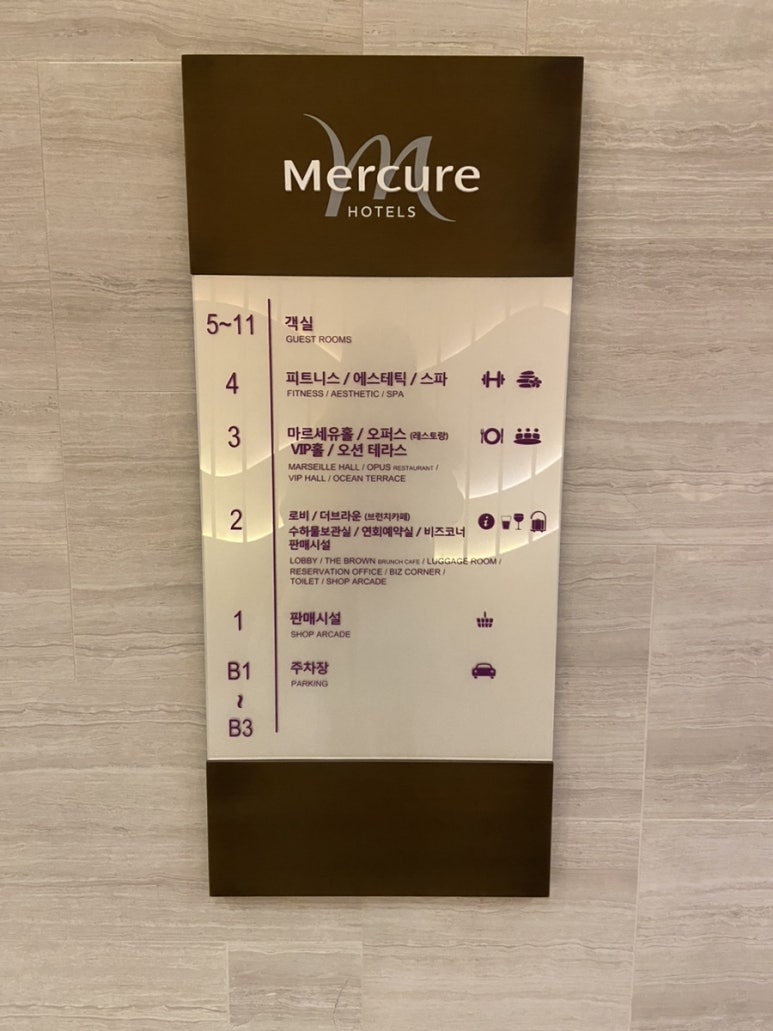 Mercure
HOTELS
5~11
객실
GUEST ROOMS
4
피트니스 / 에스테틱 / 스파
FITNESS / AESTHETIC / SPA
3
마르세유홀 / 오퍼스 (레스토랑)
VIP홀 / 오션 테라스
MARSEILLE HALL / OPUS RESTAURANT /
VIP HALL / OCEAN TERRACE
2
로비 / 더브라운 (브런치카페)
수하물보관실 / 연회예약실 / 비즈코너
판매시설
LOBBY / THE BROWN BRUNCH CAFE / LUGGAGE ROOM /
RESERVATION OFFICE / BIZ CORNER /
TOILET / SHOP ARCADE
1
판매시설
SHOP ARCADE
B1
~
B3
주차장
PARKING